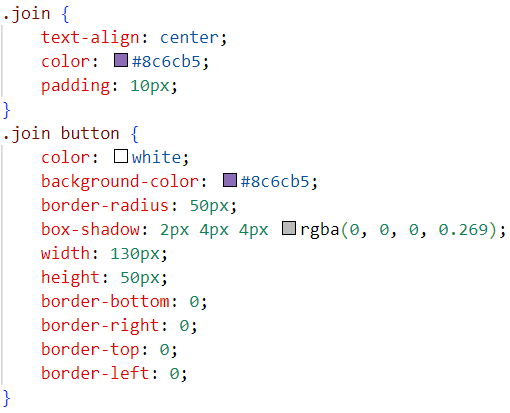 .join {
    text-align: center;
    color: #8c6cb5;
    padding: 10px;
}
.join button {
    color: white;
    background-color: #8c6cb5;
    border-radius: 50px;
    box-shadow: 2px 4px 4px rgba(0, 0, 0, 0.269);
    width: 130px;
    height: 50px;
    border-bottom: 0;
    border-right: 0;
    border-top: 0;
    border-left: 0;
}